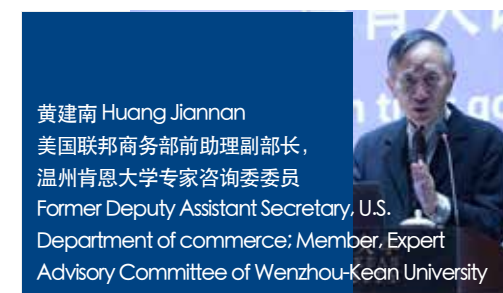 黄建南 Huang Jiannan
美国联邦商务部前助理副部长，
温州肯恩大学专家咨询委委员
Former Deputy Assistant Secretary, U.S.
Department of commerce; Member, Expert
Advisory Committee of Wenzhou-Kean University